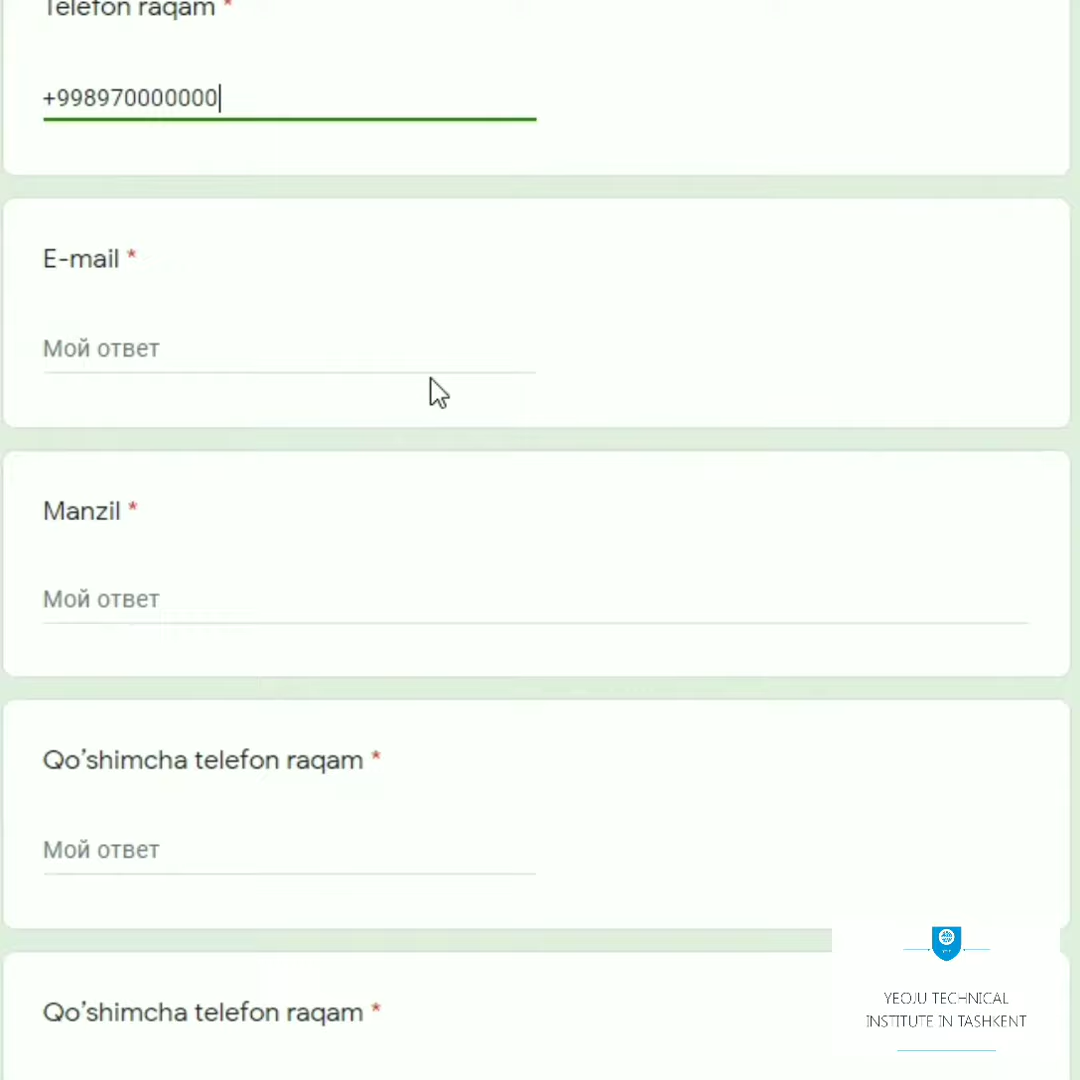 Telefon raqam *
+998970000000
E-mail *
Мой ответ
Manzil *
Мой ответ
Qo’shimcha telefon raqam *
Мой ответ
Qo’shimcha telefon raqam *
YEOJU TECHNICAL
INSTITUTE IN TASHKENT